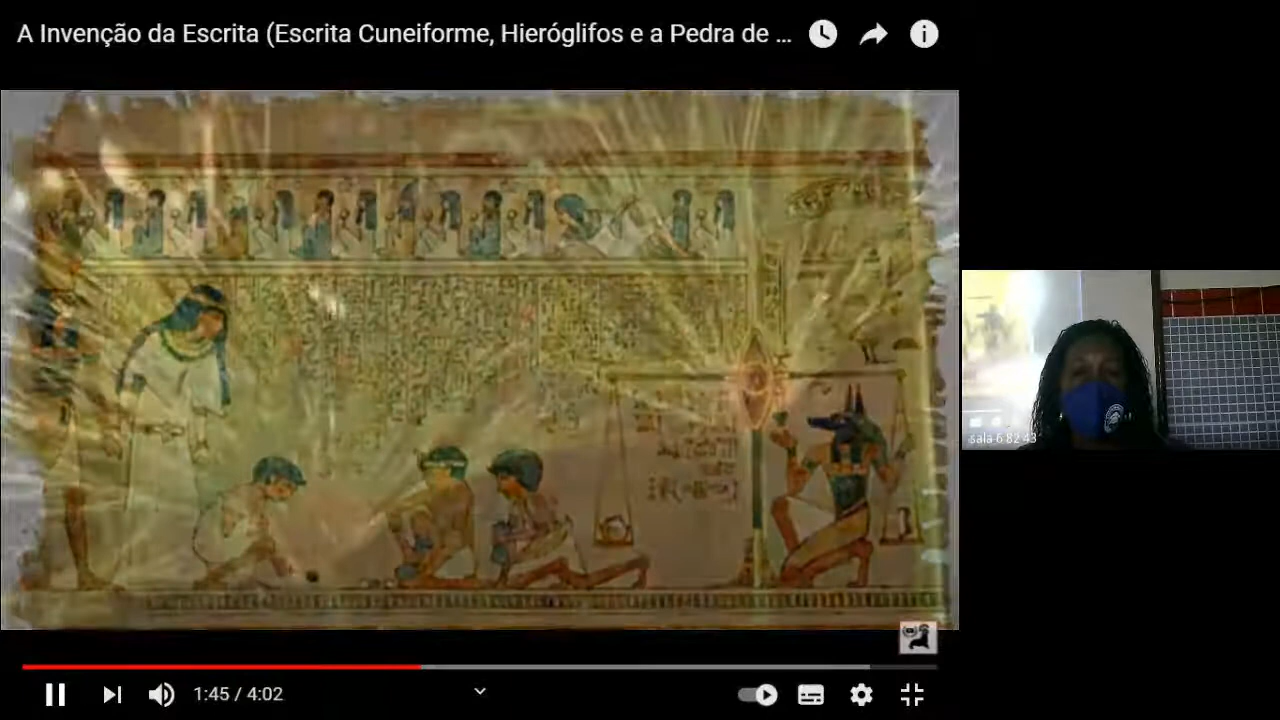 A Invenção da Escrita (Escrita Cuneiforme, Hieróglifos e a Pedra de ...
sala 6 82 43
1:45 / 4:02